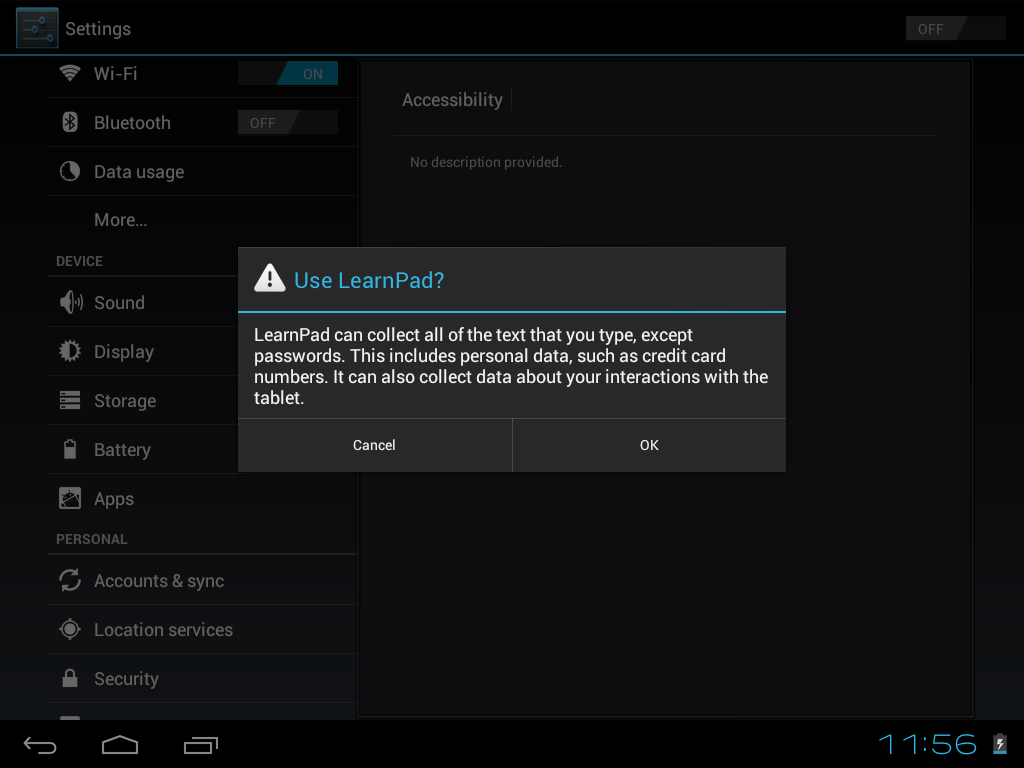 Settings
OFF
Wi-Fi
ON
Accessibility
Bluetooth
OFF
No description provided.
Data usage
More...
DEVICE
Sound
Display
Storage
Battery
Apps
PERSONAL
Accounts & sync
Location services
Security
Use LearnPad?
LearnPad can collect all of the text that you type, except
passwords. This includes personal data, such as credit card
numbers. It can also collect data about your interactions with the
tablet.
Cancel
OK
11:56